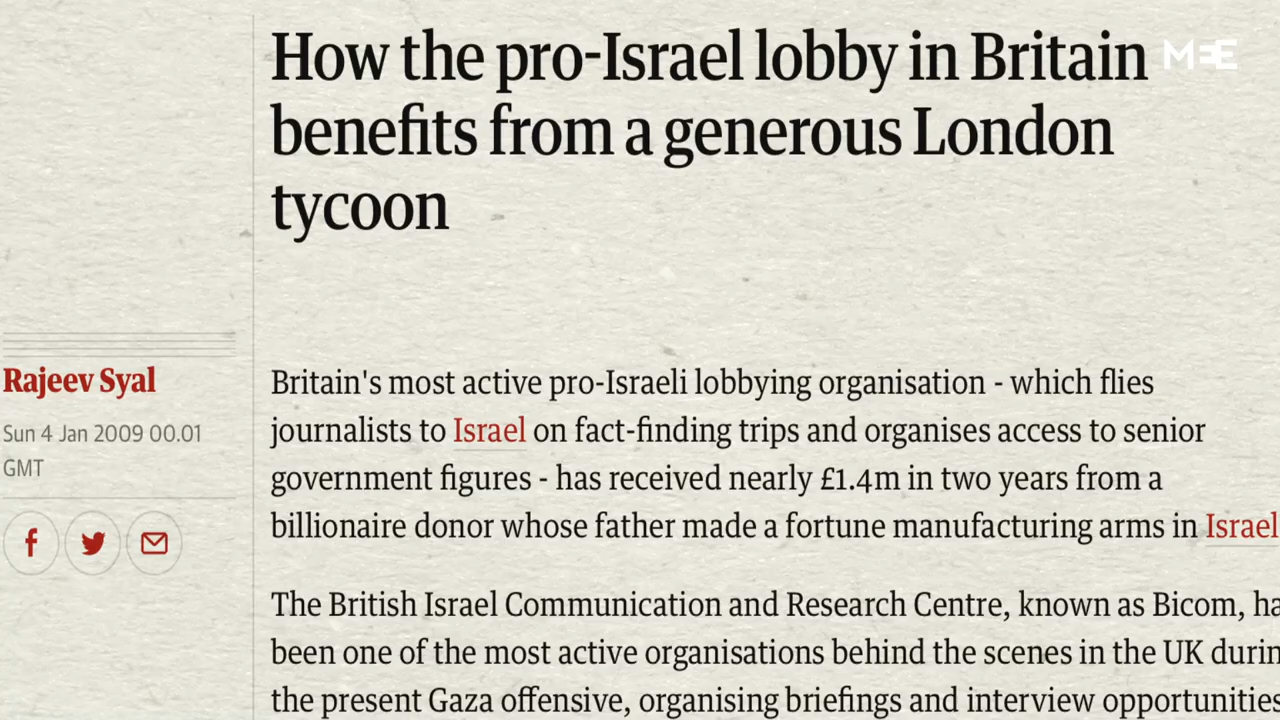 How the pro-Israel lobby in Britain
benefits from a generous London
tycoon
MEE
Rajeev Syal
Sun 4 Jan 2009 00.01
GMT
Britain's most active pro-Israeli lobbying organisation - which flies
journalists to Israel on fact-finding trips and organises access to senior
government figures - has received nearly £1.4m in two years from a
billionaire donor whose father made a fortune manufacturing arms in Israel
The British Israel Communication and Research Centre, known as Bicom, ha
been one of the most active organisations behind the scenes in the UK durin
the present Gaza offensive, organising briefings and interview opportunities